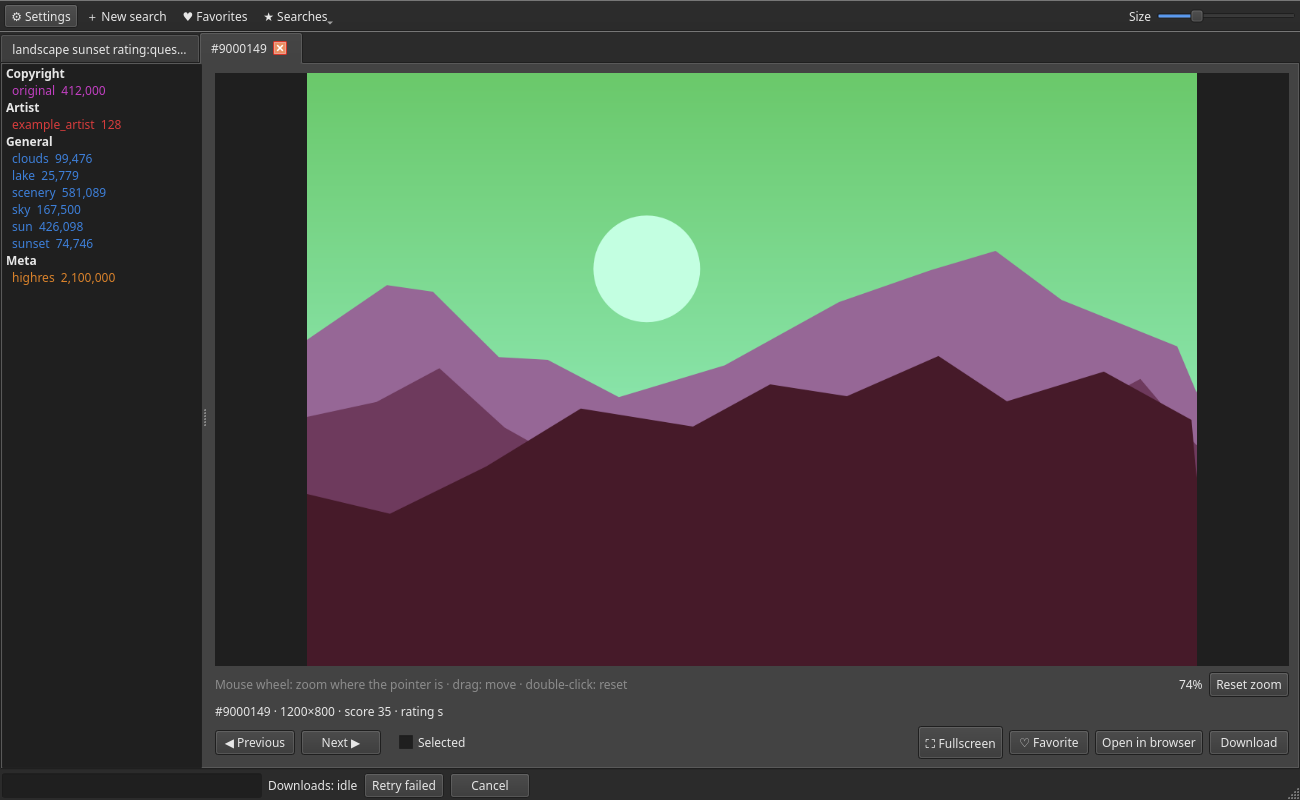 ⚙ Settings + New search ♥ Favorites ★ Searches Size
landscape sunset rating:ques... #9000149
Copyright
original 412,000
Artist
example_artist 128
General
clouds 99,476
lake 25,779
scenery 581,089
sky 167,500
sun 426,098
sunset 74,746
Meta
highres 2,100,000
Mouse wheel: zoom where the pointer is · drag: move · double-click: reset 74% Reset zoom
#9000149 · 1200×800 · score 35 · rating s
◀ Previous Next ▶ Selected ⛶ Fullscreen ♡ Favorite Open in browser Download
Downloads: idle Retry failed Cancel